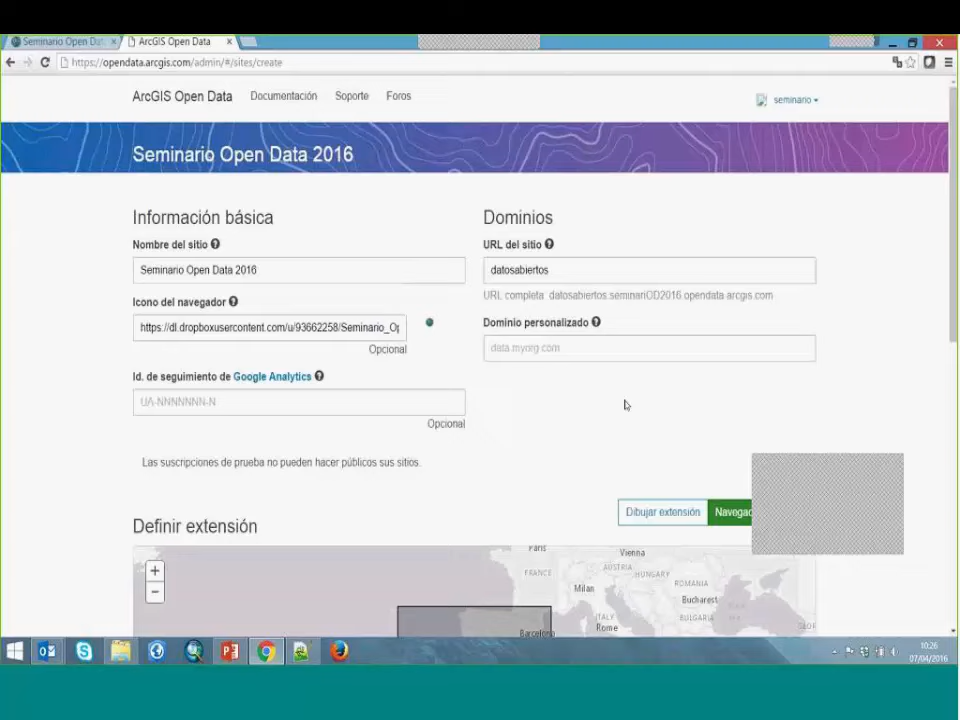 Seminario Open Dat
ArcGIS Open Data
https://opendata.arcgis.com/admin/#/sites/create
ArcGIS Open Data
Documentación
Soporte
Foros
seminario
Seminario Open Data 2016
Información básica
Nombre del sitio
Seminario Open Data 2016
Icono del navegador
https://dl.dropboxusercontent.com/u/93662258/Seminario_Op
Opcional
Id. de seguimiento de Google Analytics
UA-NNNNNNN-N
Opcional
Las suscripciones de prueba no pueden hacer públicos sus sitios.
Dominios
URL del sitio
datosabiertos
URL completa datosabiertos.seminariOD2016.opendata.arcgis.com
Dominio personalizado
data.myorg.com
Definir extensión
Dibujar extensión
Navegac
Paris
Vienna
FRANCE
AUSTRIA
HUNGARY
Milan
ROMANIA
Bucharest
ITALY
Rome
BULGARIA
Barcelona
10:26
07/04/2016